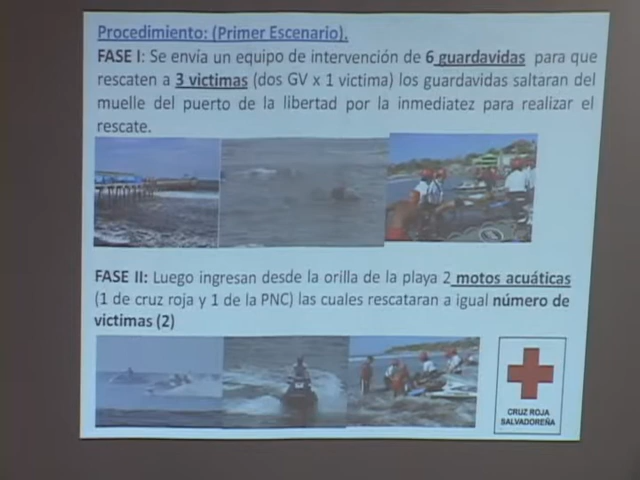 Procedimiento: (Primer Escenario).
FASE I: Se envía un equipo de intervención de 6 guardavidas para que
rescaten a 3 victimas (dos GV x 1 victima) los guardavidas saltaran del
muelle del puerto de la libertad por la inmediatez para realizar el
rescate.
FASE II: Luego ingresan desde la orilla de la playa 2 motos acuáticas
(1 de cruz roja y 1 de la PNC) las cuales rescataran a igual número de
victimas (2)
CRUZ ROJA
SALVADOREÑA